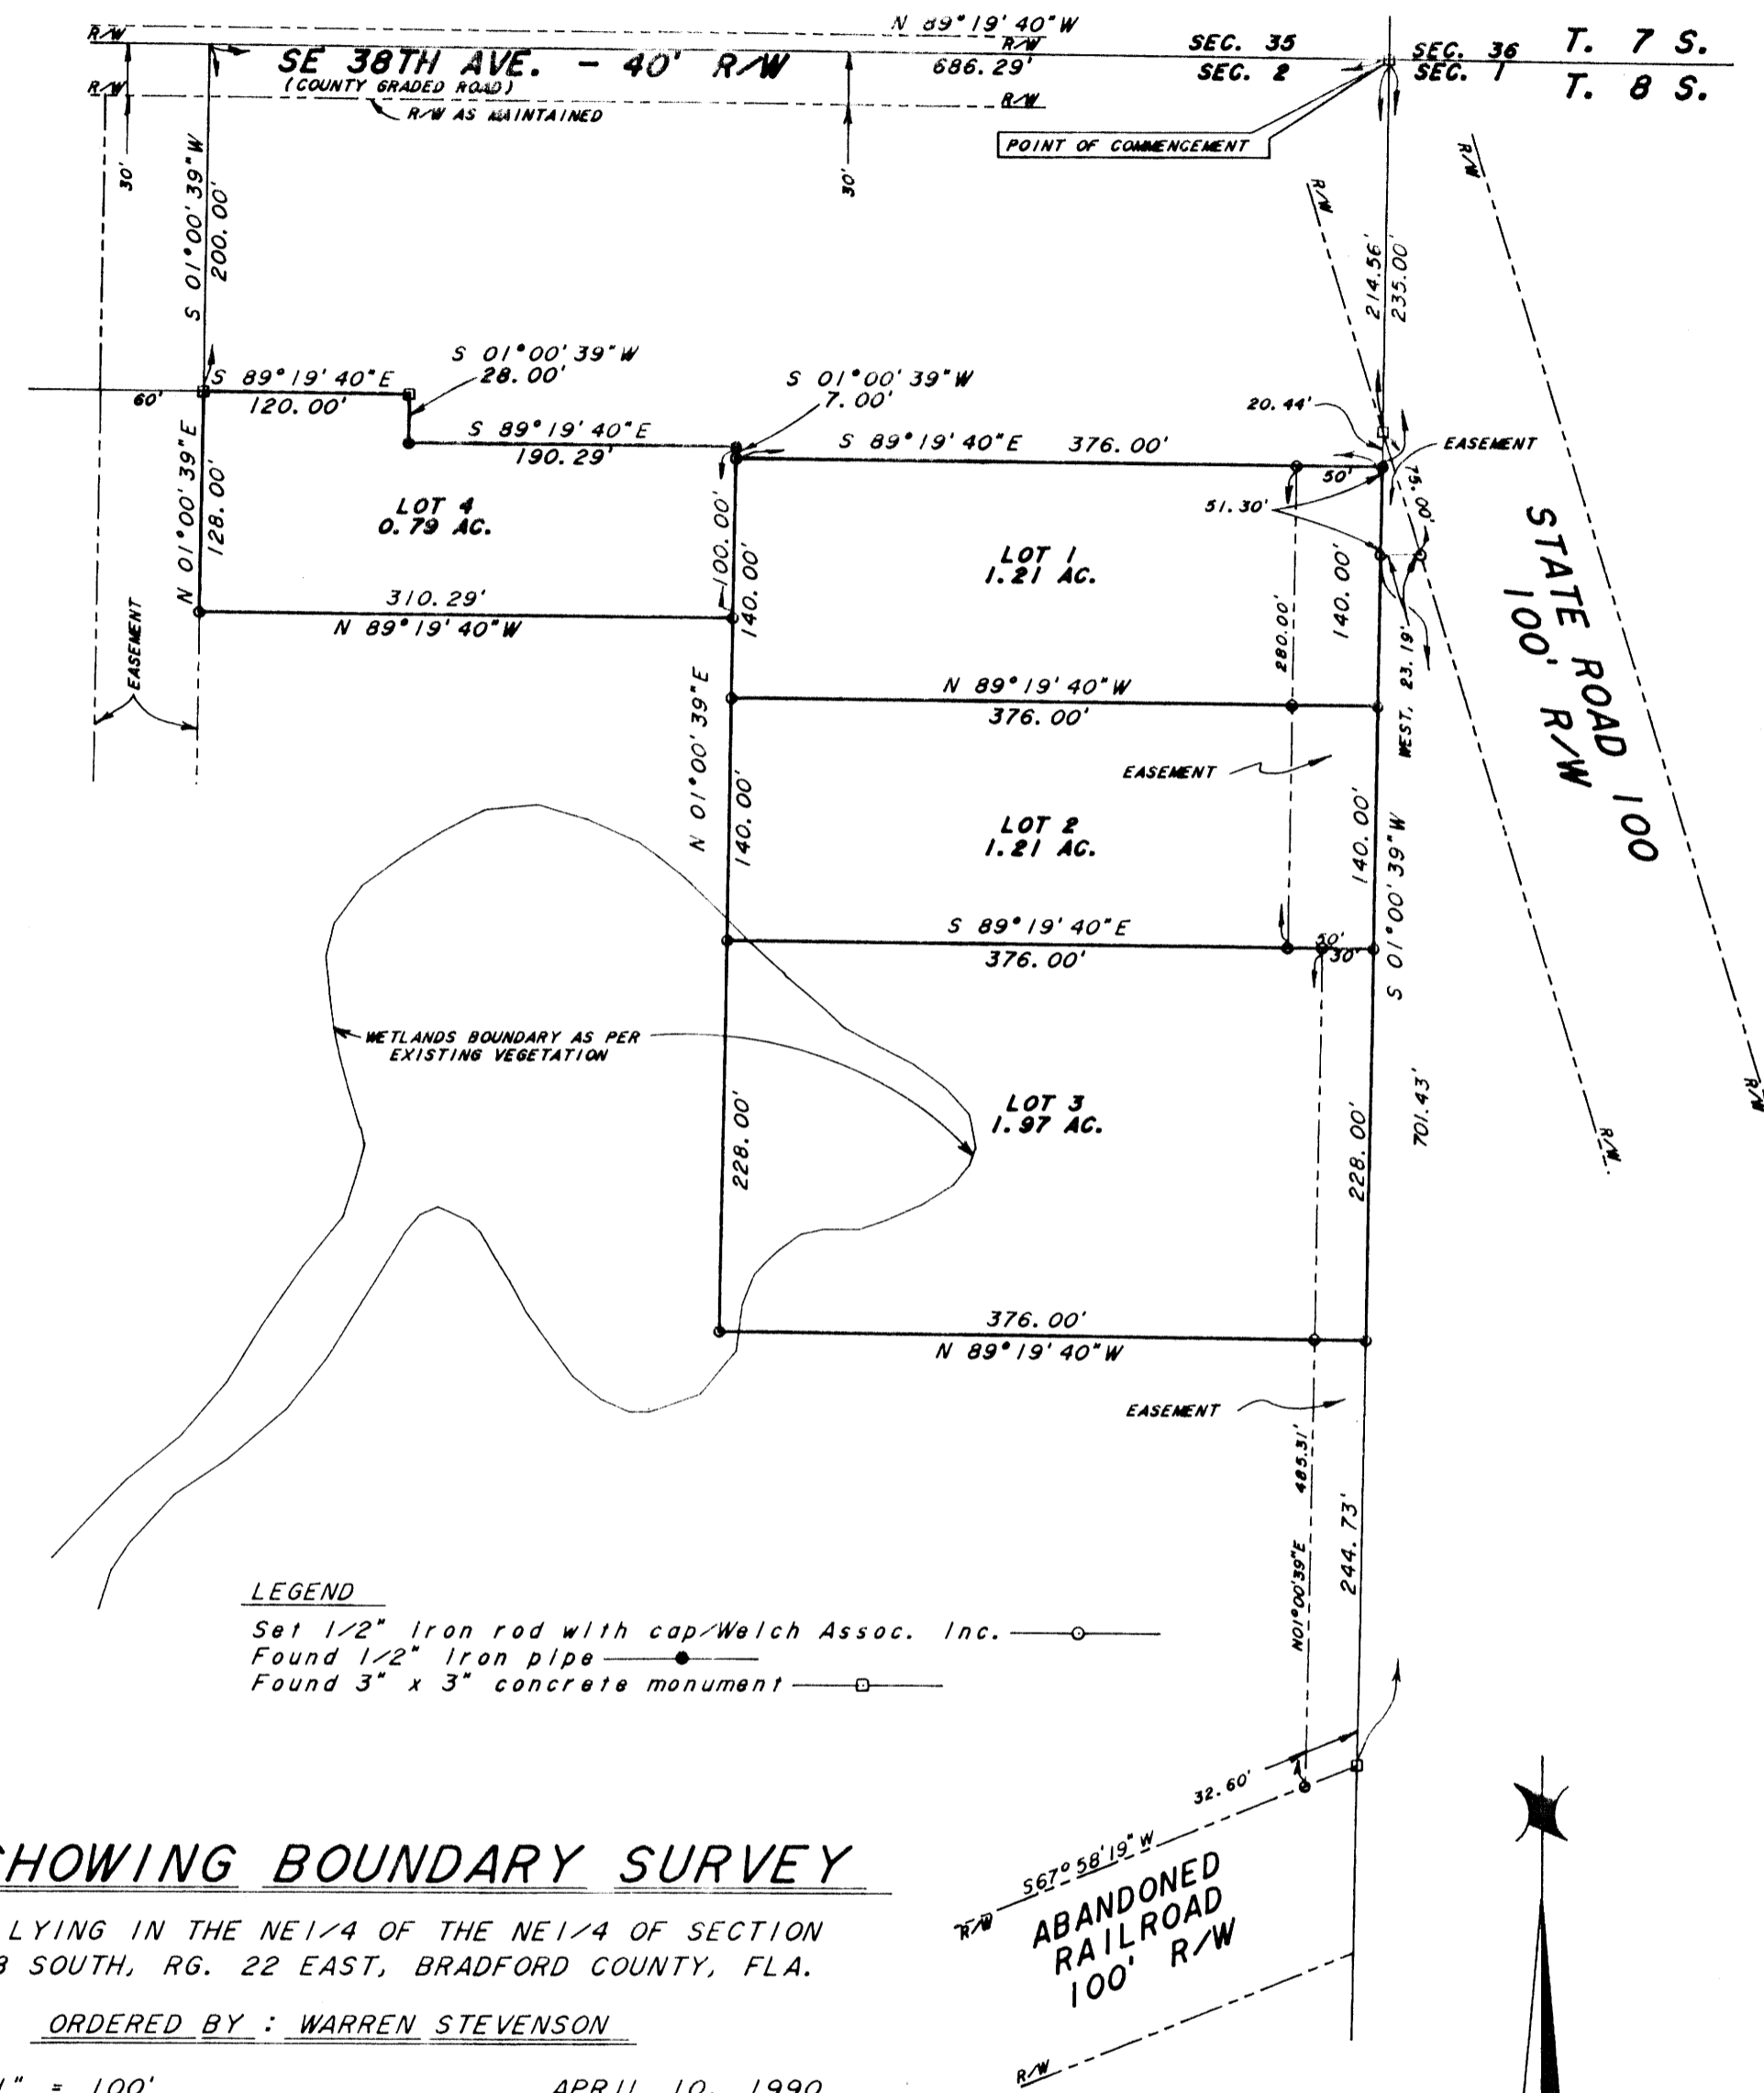 N 89°19'40"W
R/W
R/W
SEC. 35
SEC. 36
T. 7 S.
SE 38TH AVE. - 40' R/W
686.29'
SEC. 2
SEC. 1
T. 8 S.
(COUNTY GRADED ROAD)
R/W
R/W
R/W AS MAINTAINED
POINT OF COMMENCEMENT
30'
30'
S 01°00'39"W
200.00'
R/W
R/W
214.56'
235.00'
S 01°00'39"W
28.00'
S 01°00'39"W
7.00'
S 89°19'40"E
120.00'
60'
20.44'
S 89°19'40"E
190.29'
S 89°19'40"E 376.00'
EASEMENT
50'
75.00'
51.30'
N 01°00'39"E
128.00'
LOT 4
0.79 AC.
100.00'
140.00'
LOT 1
1.21 AC.
280.00'
140.00'
WEST, 23.19'
STATE ROAD 100
100' R/W
310.29'
N 89°19'40"W
EASEMENT
N 89°19'40"W
376.00'
N 01°00'39"E
140.00'
EASEMENT
LOT 2
1.21 AC.
140.00'
S 01°00'39"W
S 89°19'40"E
376.00'
50'
30'
WETLANDS BOUNDARY AS PER
EXISTING VEGETATION
LOT 3
1.97 AC.
228.00'
228.00'
701.43'
R/W
R/W
376.00'
N 89°19'40"W
EASEMENT
N01°00'39"E 485.31'
244.73'
LEGEND
Set 1/2" iron rod with cap/Welch Assoc. Inc.
Found 1/2" iron pipe
Found 3" x 3" concrete monument
32.60'
S67°58'19"W
R/W
ABANDONED
RAILROAD
100' R/W
R/W
SHOWING BOUNDARY SURVEY
LYING IN THE NE1/4 OF THE NE1/4 OF SECTION
8 SOUTH, RG. 22 EAST, BRADFORD COUNTY, FLA.
ORDERED BY : WARREN STEVENSON
1" = 100'
APRIL 10, 1990